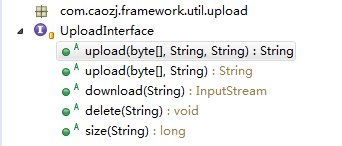 com.caozj.framework.util.upload
UploadInterface
upload(byte[], String, String) : String
upload(byte[], String) : String
download(String) : InputStream
delete(String) : void
size(String) : long